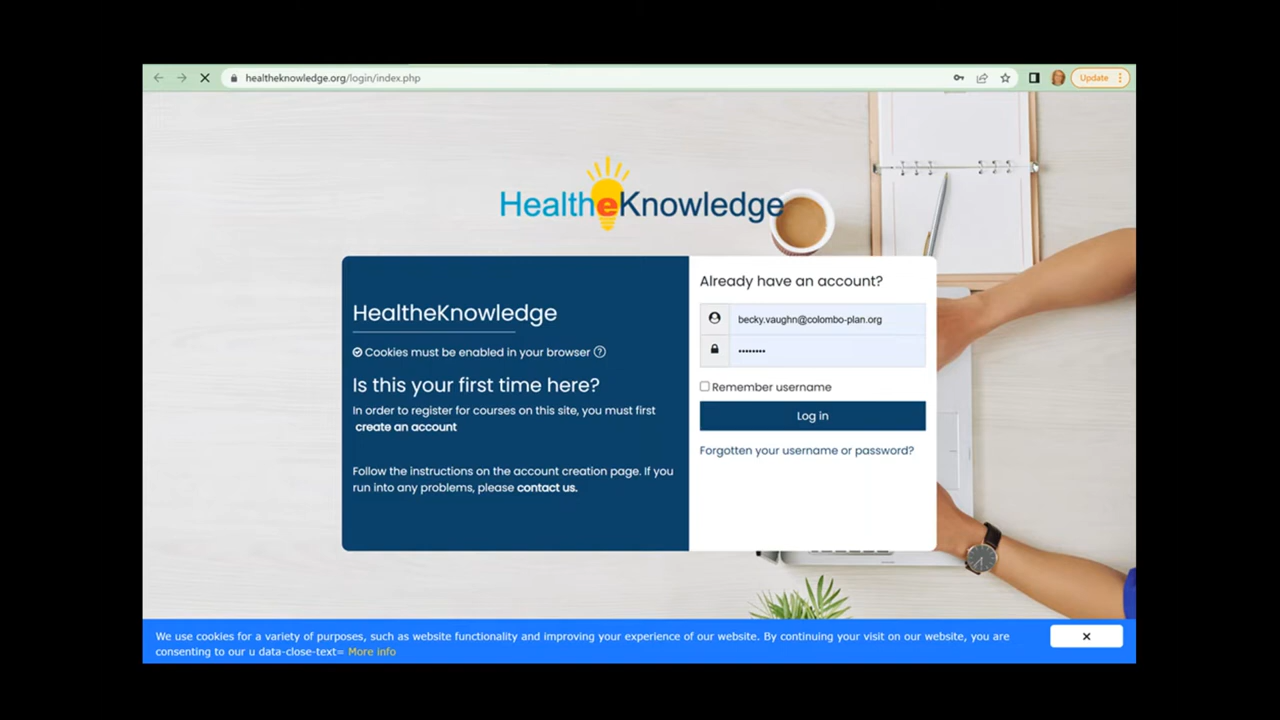 healtheknowledge.org/login/index.php
Update
HealtheKnowledge
HealtheKnowledge
Cookies must be enabled in your browser
Is this your first time here?
In order to register for courses on this site, you must first
create an account
Follow the instructions on the account creation page. If you
run into any problems, please contact us.
Already have an account?
becky.vaughn@colombo-plan.org
••••••••
Remember username
Log in
Forgotten your username or password?
We use cookies for a variety of purposes, such as website functionality and improving your experience of our website. By continuing your visit on our website, you are
consenting to our u data-close-text= More info